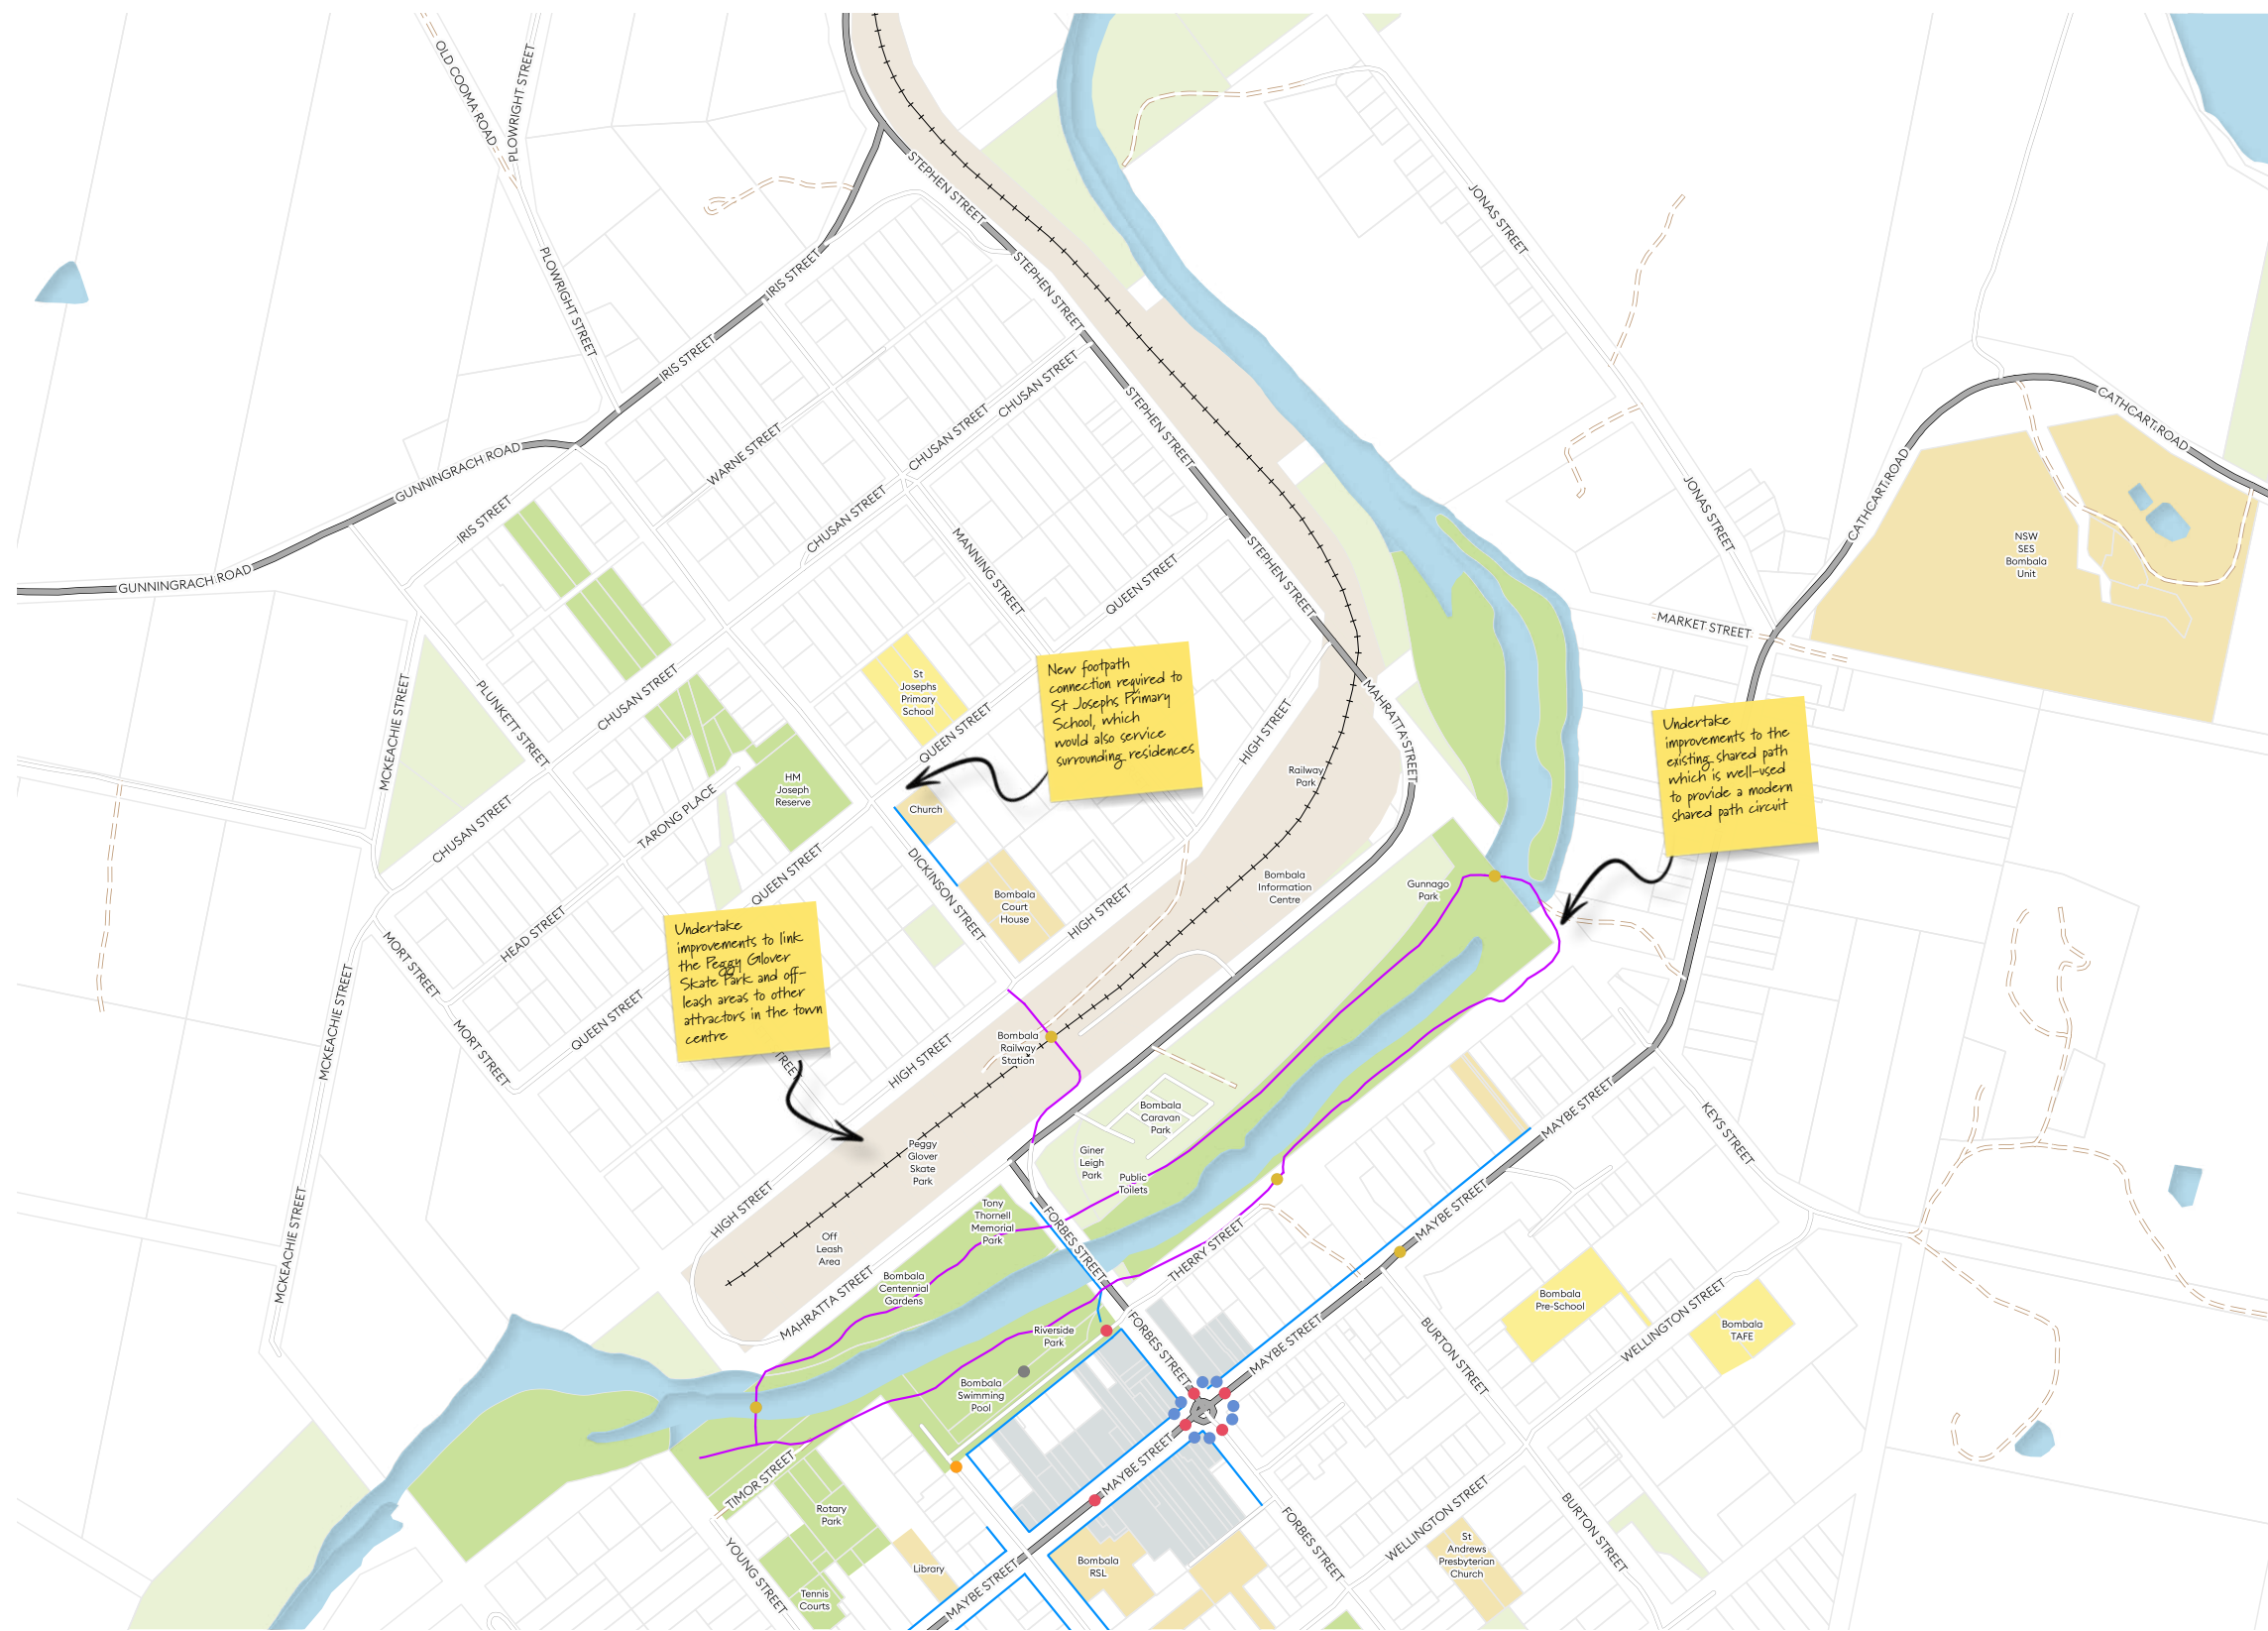 OLD COOMA ROAD
PLOWRIGHT STREET
STEPHEN STREET
JONAS STREET
PLOWRIGHT STREET
IRIS STREET
STEPHEN STREET
IRIS STREET
CHUSAN STREET
STEPHEN STREET
CATHCART ROAD
GUNNINGRACH ROAD
WARNE STREET
CHUSAN STREET
CATHCART ROAD
IRIS STREET
CHUSAN STREET
JONAS STREET
MANNING STREET
STEPHEN STREET
QUEEN STREET
GUNNINGRACH ROAD
NSW
SES
Bombala
Unit
MARKET STREET
New footpath
connection required to
St Josephs Primary
School, which
would also service
surrounding residences
St
Josephs
Primary
School
MCKEACHIE STREET
PLUNKETT STREET
CHUSAN STREET
QUEEN STREET
HIGH STREET
MAHRATTA STREET
Undertake
improvements to the
existing shared path
which is well-used
to provide a modern
shared path circuit
HM
Joseph
Reserve
Railway
Park
Church
CHUSAN STREET
TARONG PLACE
QUEEN STREET
DICKINSON STREET
Bombala
Court
House
HIGH STREET
Bombala
Information
Centre
Gunnago
Park
Undertake
improvements to link
the Peggy Glover
Skate Park and off-
leash areas to other
attractors in the town
centre
MORT STREET
HEAD STREET
MCKEACHIE STREET
MORT STREET
QUEEN STREET
TREET
HIGH STREET
Bombala
Railway
Station
Bombala
Caravan
Park
MAYBE STREET
KEYS STREET
Peggy
Glover
Skate
Park
Giner
Leigh
Park
Public
Toilets
MCKEACHIE STREET
HIGH STREET
Off
Leash
Area
Tony
Thornell
Memorial
Park
FORBES STREET
THERRY STREET
MAYBE STREET
MAHRATTA STREET
Bombala
Centennial
Gardens
Riverside
Park
FORBES STREET
MAYBE STREET
BURTON STREET
Bombala
Pre-School
WELLINGTON STREET
Bombala
TAFE
Bombala
Swimming
Pool
TIMOR STREET
Rotary
Park
MAYBE STREET
FORBES STREET
WELLINGTON STREET
BURTON STREET
YOUNG STREET
Library
Bombala
RSL
St
Andrews
Presbyterian
Church
Tennis
Courts
MAYBE STREET